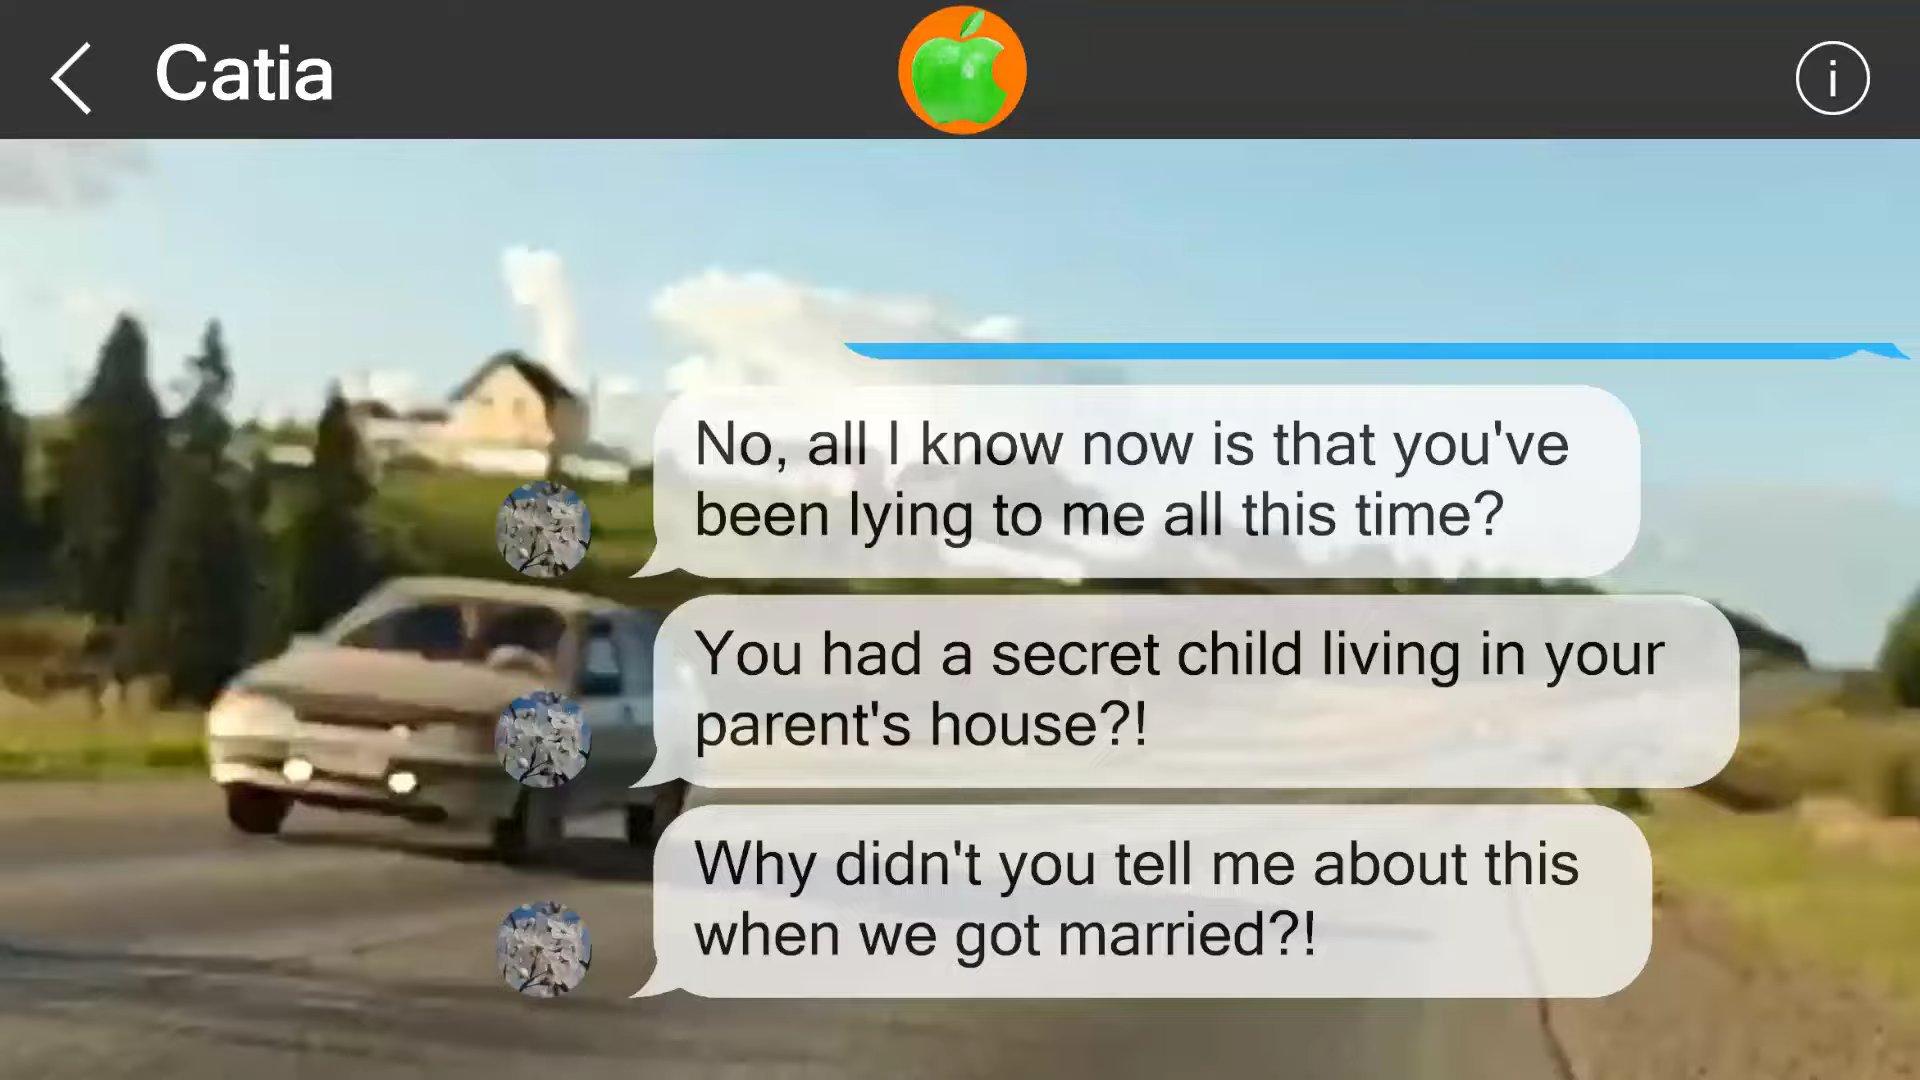 Catia
i
No, all I know now is that you've
been lying to me all this time?
You had a secret child living in your
parent's house?!
Why didn't you tell me about this
when we got married?!